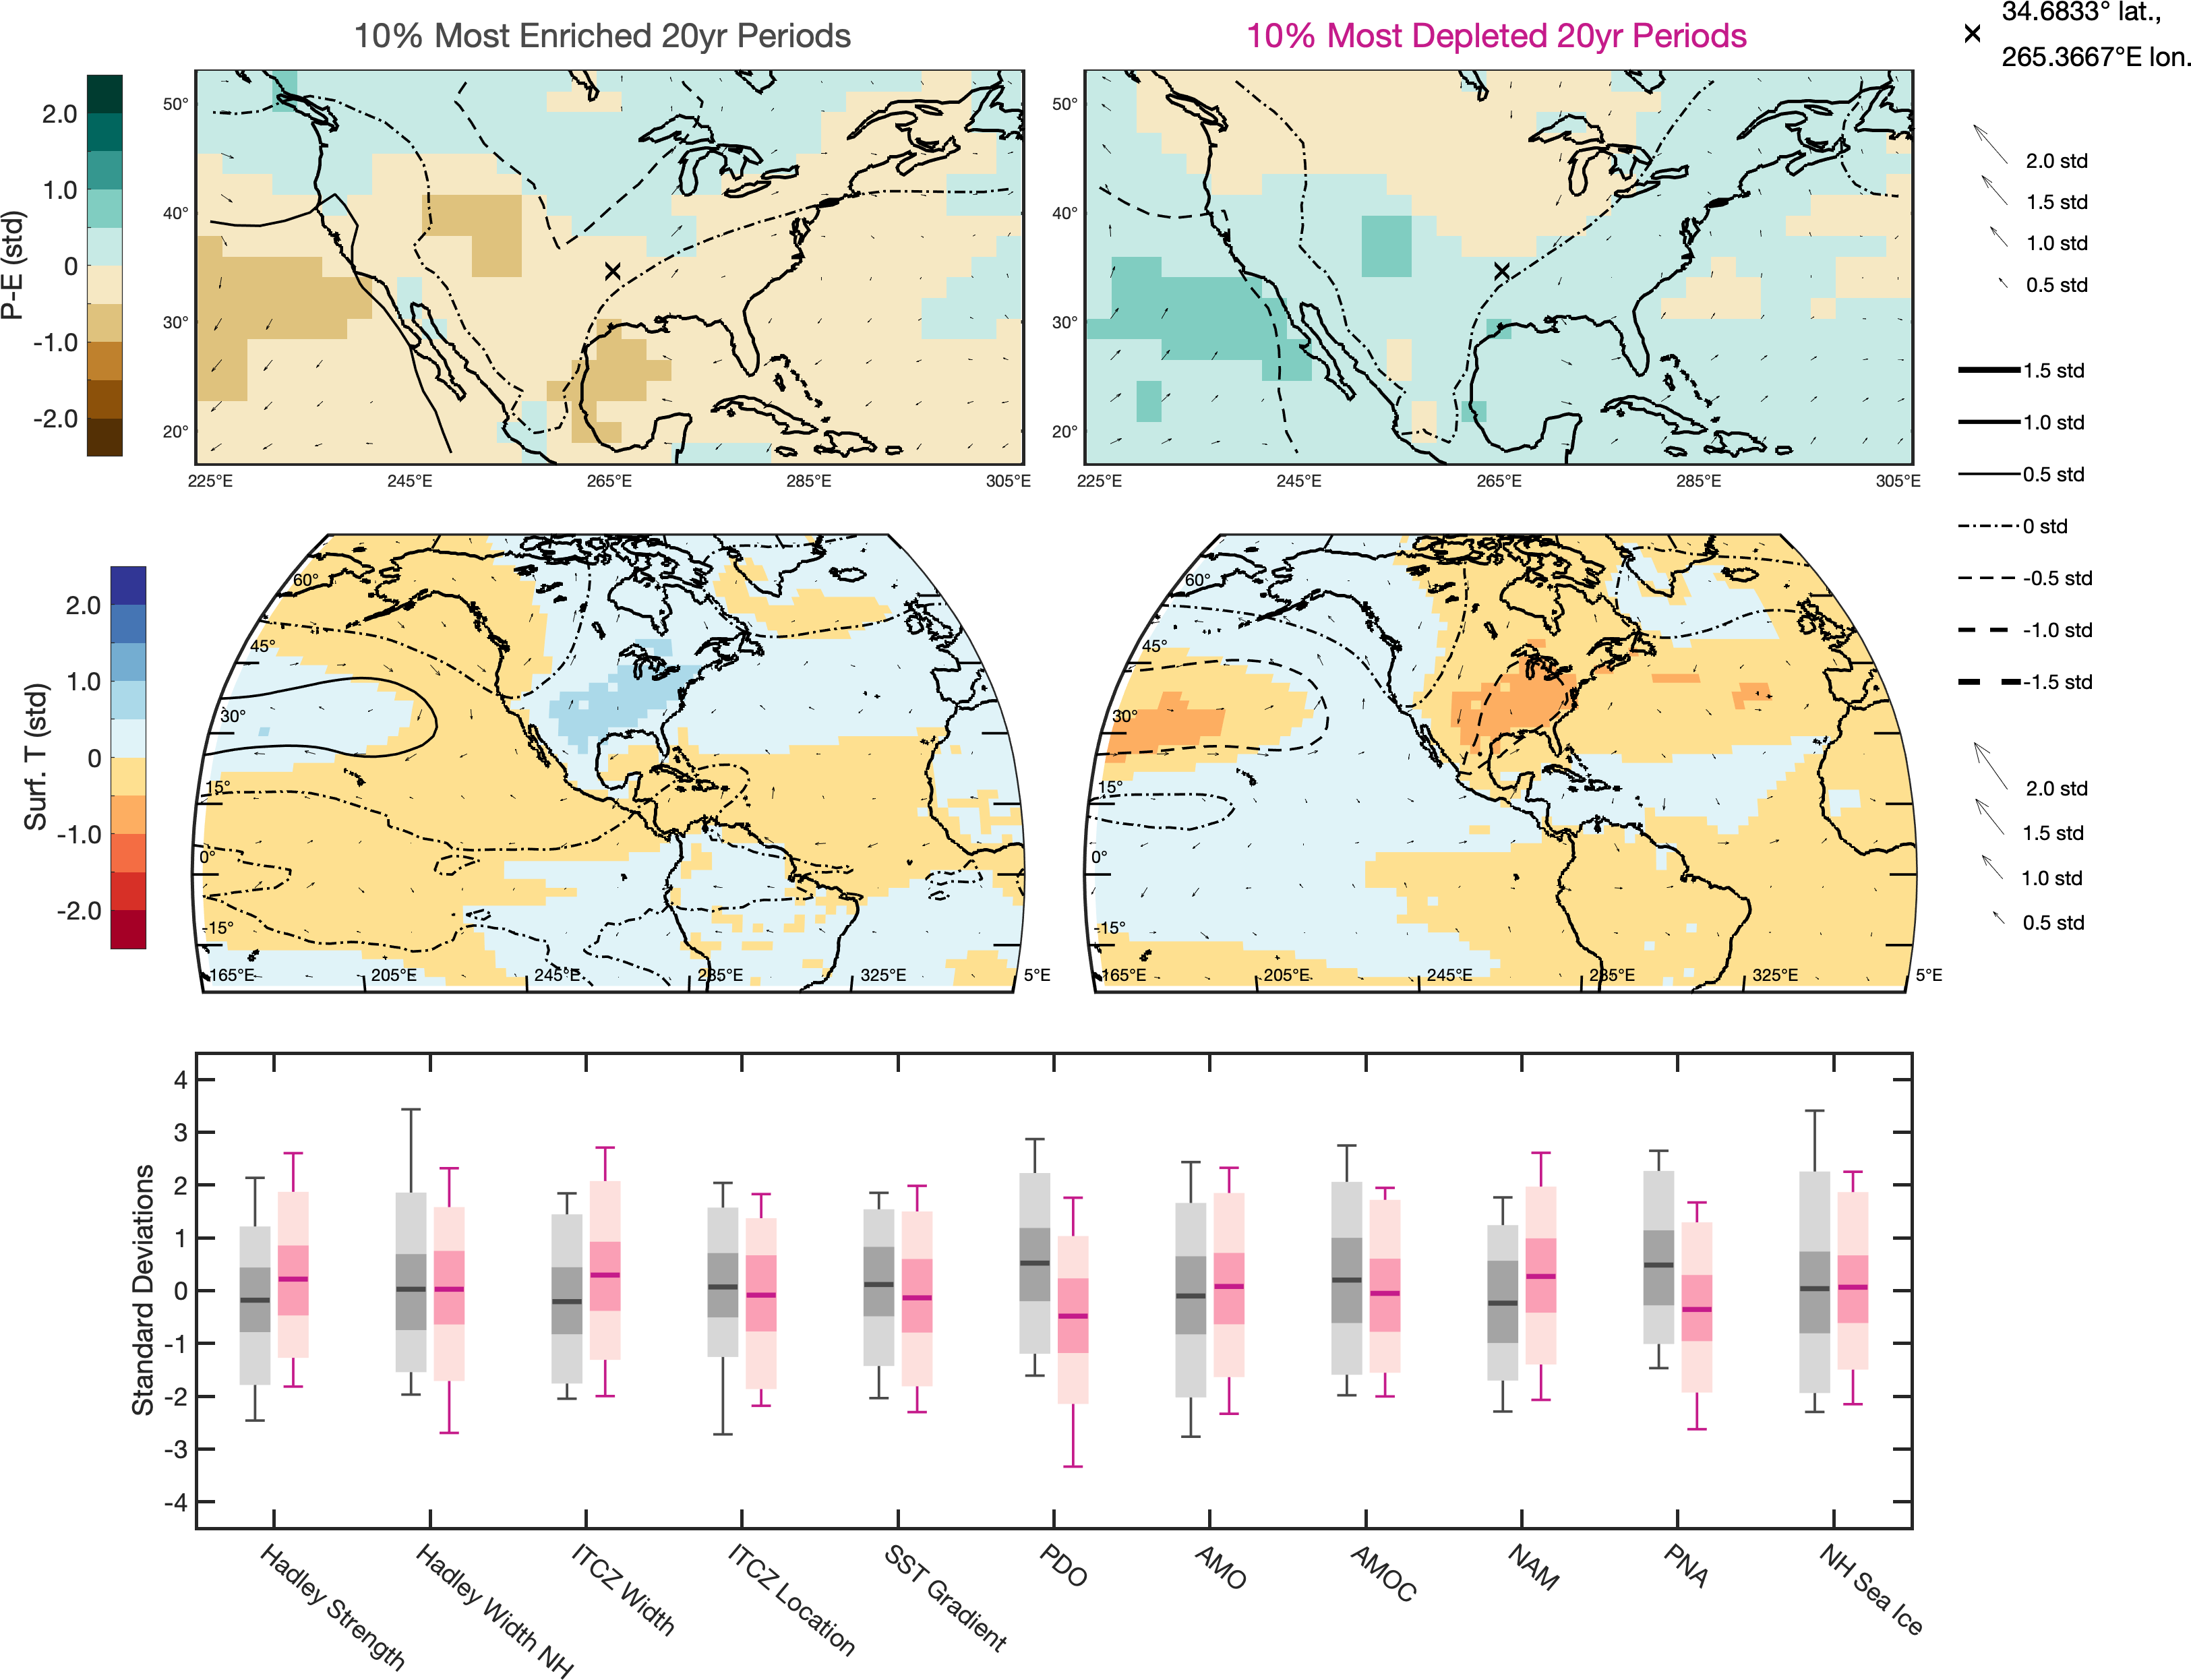 10% Most Enriched 20yr Periods
10% Most Depleted 20yr Periods
34.6833° lat.,
265.3667°E lon.
P-E (std)
2.0
1.0
0
-1.0
-2.0
50°
40°
30°
20°
225°E
245°E
265°E
285°E
305°E
50°
40°
30°
20°
225°E
245°E
265°E
285°E
305°E
2.0 std
1.5 std
1.0 std
0.5 std
1.5 std
1.0 std
0.5 std
0 std
-0.5 std
-1.0 std
-1.5 std
2.0 std
1.5 std
1.0 std
0.5 std
Surf. T (std)
2.0
1.0
0
-1.0
-2.0
60°
45°
30°
15°
0°
-15°
165°E
205°E
245°E
285°E
325°E
5°E
60°
45°
30°
15°
0°
-15°
165°E
205°E
245°E
285°E
325°E
5°E
Standard Deviations
4
3
2
1
0
-1
-2
-3
-4
Hadley Strength
Hadley Width NH
ITCZ Width
ITCZ Location
SST Gradient
PDO
AMO
AMOC
NAM
PNA
NH Sea Ice